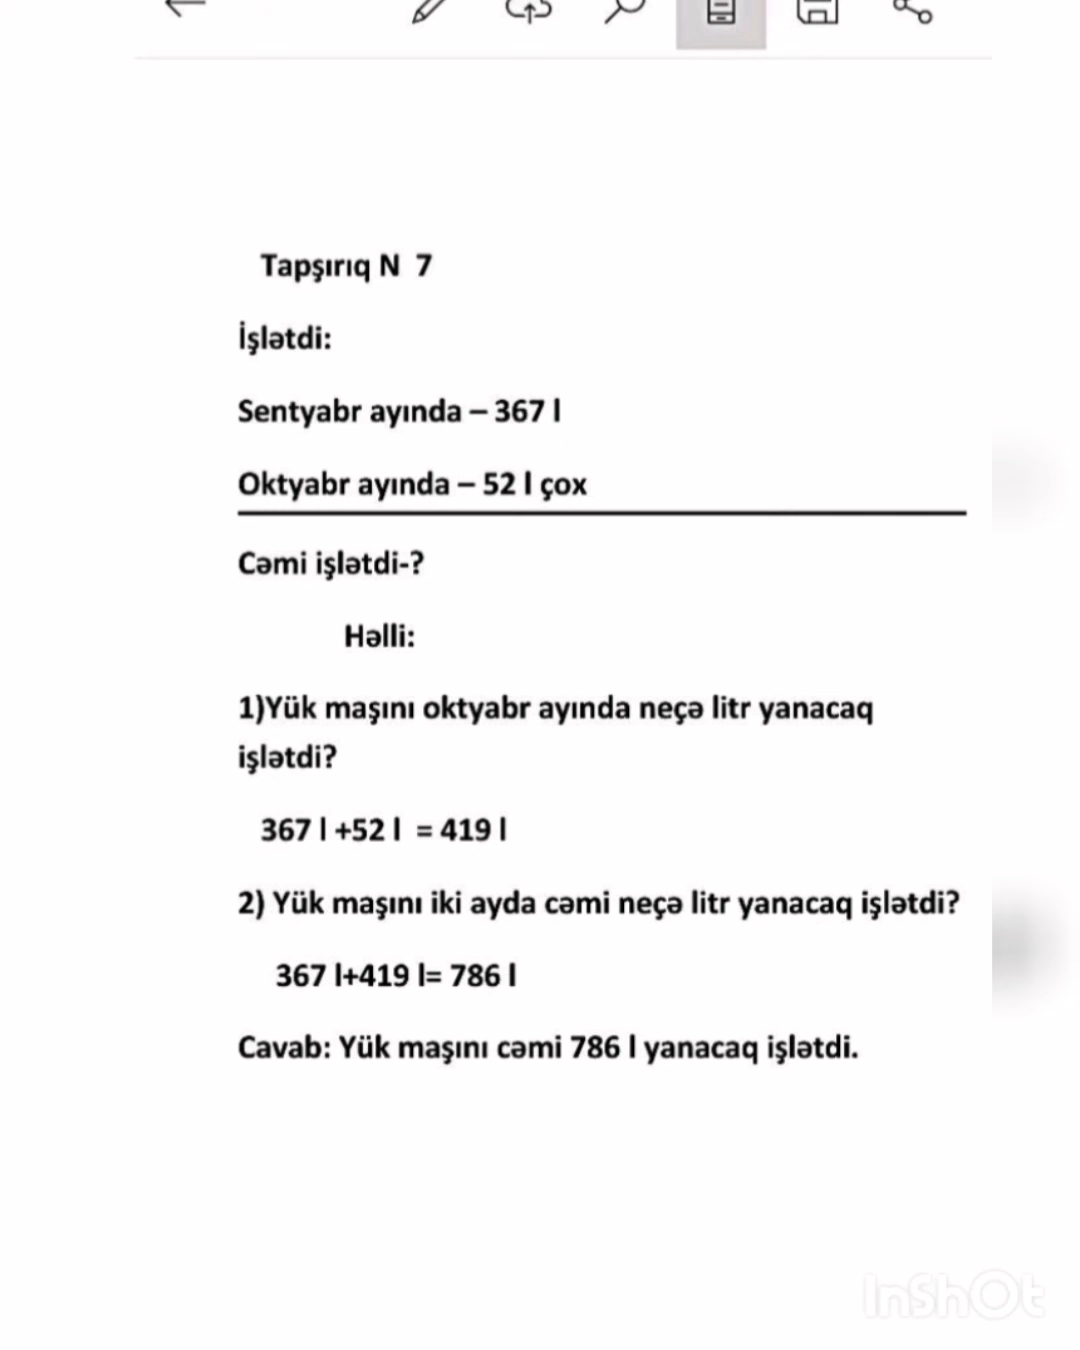 Tapşırıq N 7
İşlətdi:
Sentyabr ayında – 367 l
Oktyabr ayında – 52 l çox
Cəmi işlətdi-?
Həlli:
1)Yük maşını oktyabr ayında neçə litr yanacaq
işlətdi?
367 l +52 l = 419 l
2) Yük maşını iki ayda cəmi neçə litr yanacaq işlətdi?
367 l+419 l= 786 l
Cavab: Yük maşını cəmi 786 l yanacaq işlətdi.
InShOt